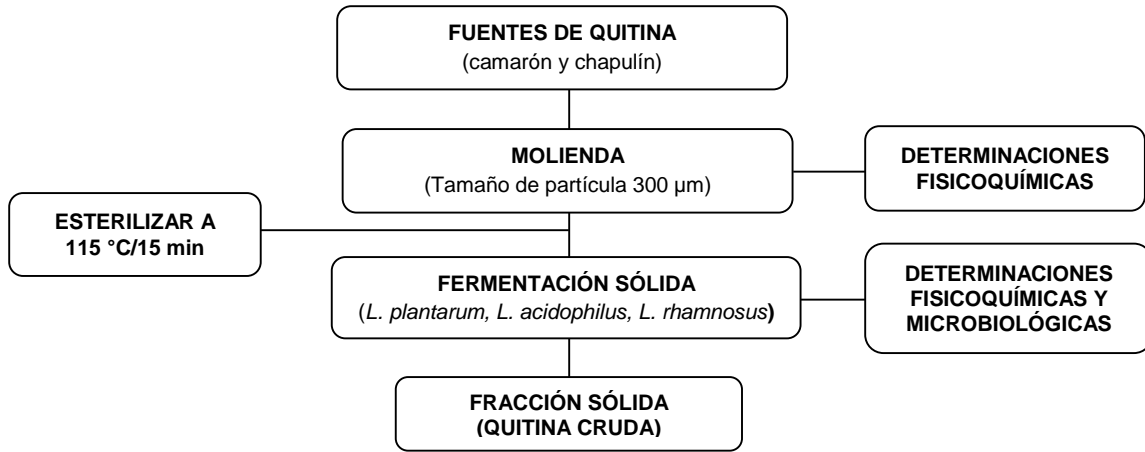 FUENTES DE QUITINA
(camarón y chapulín)
MOLIENDA
(Tamaño de partícula 300 µm)
DETERMINACIONES
FISICOQUÍMICAS
ESTERILIZAR A
115 °C/15 min
FERMENTACIÓN SÓLIDA
(L. plantarum, L. acidophilus, L. rhamnosus)
DETERMINACIONES
FISICOQUÍMICAS Y
MICROBIOLÓGICAS
FRACCIÓN SÓLIDA
(QUITINA CRUDA)